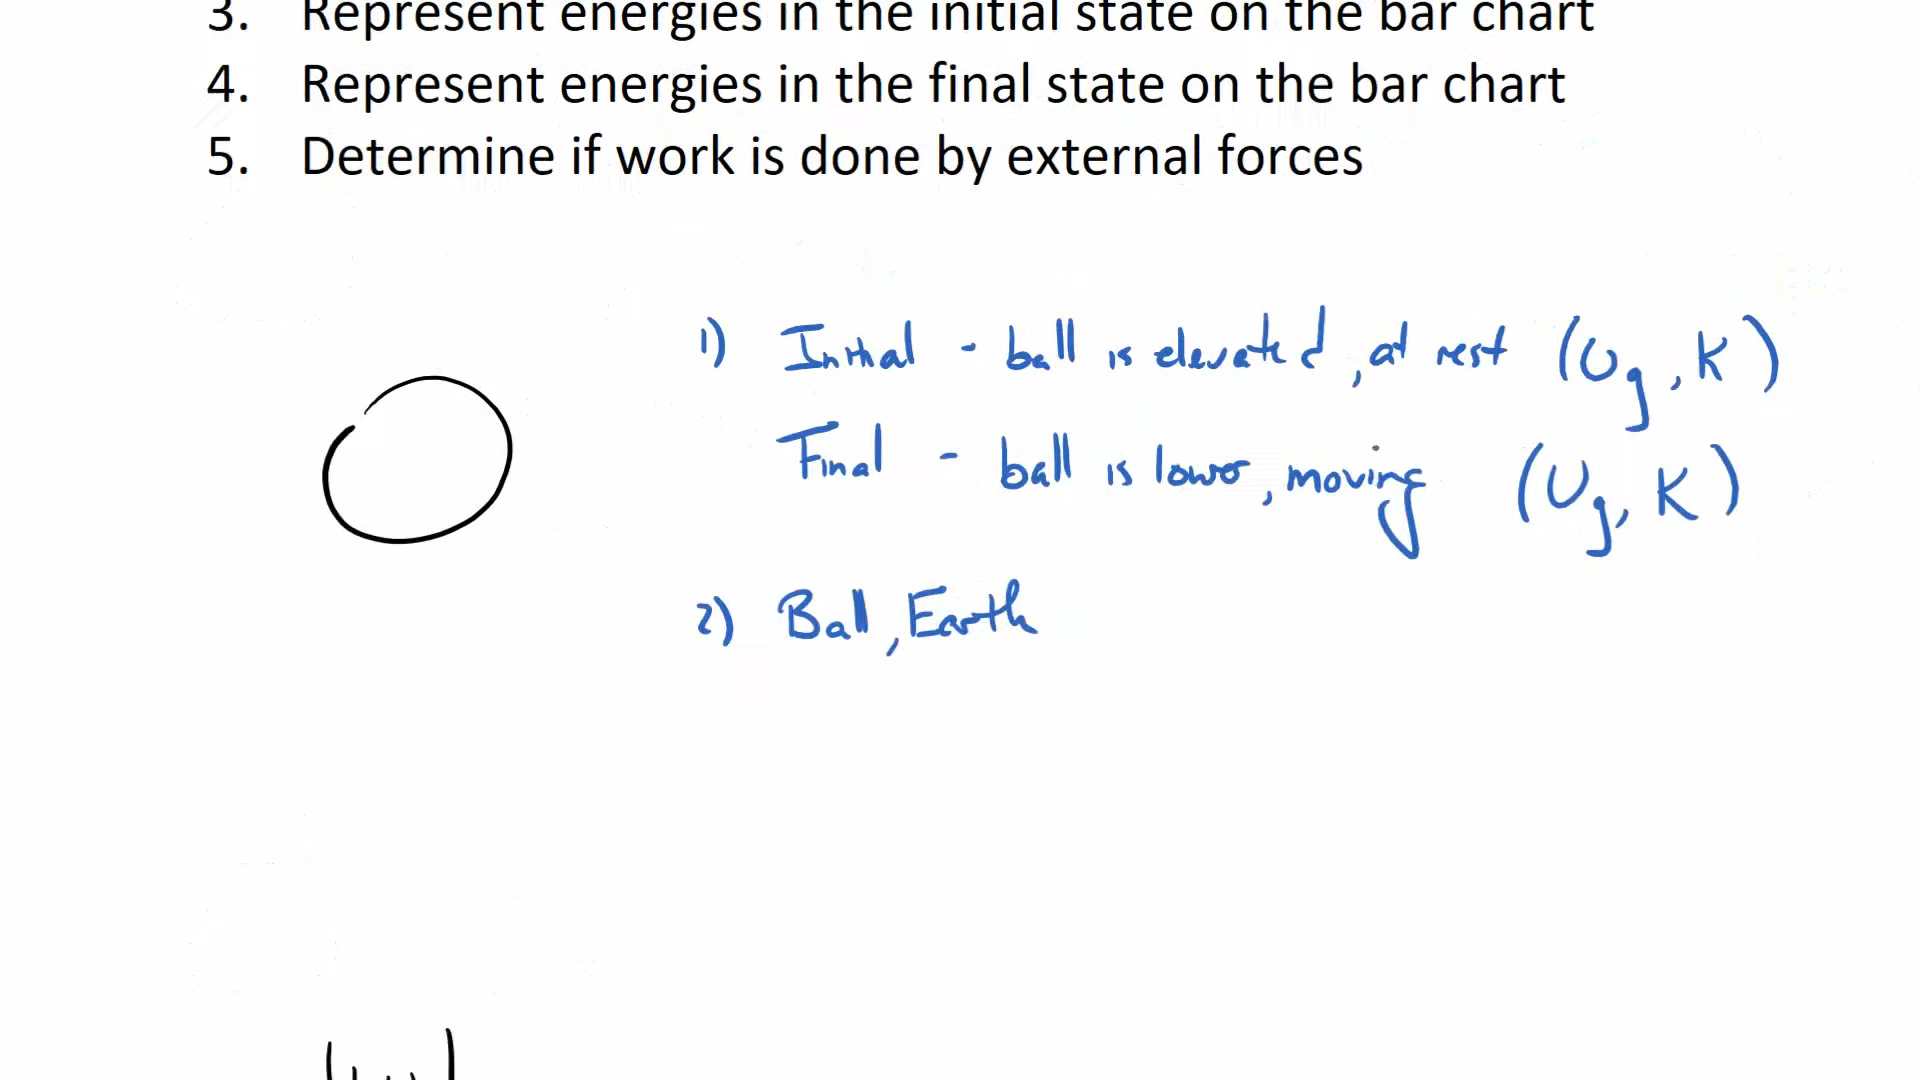 3. Represent energies in the initial state on the bar chart
4. Represent energies in the final state on the bar chart
5. Determine if work is done by external forces
1) Initial - ball is elevated, at rest (Ug, K)
Final - ball is lower, moving (Ug, K)
2) Ball, Earth